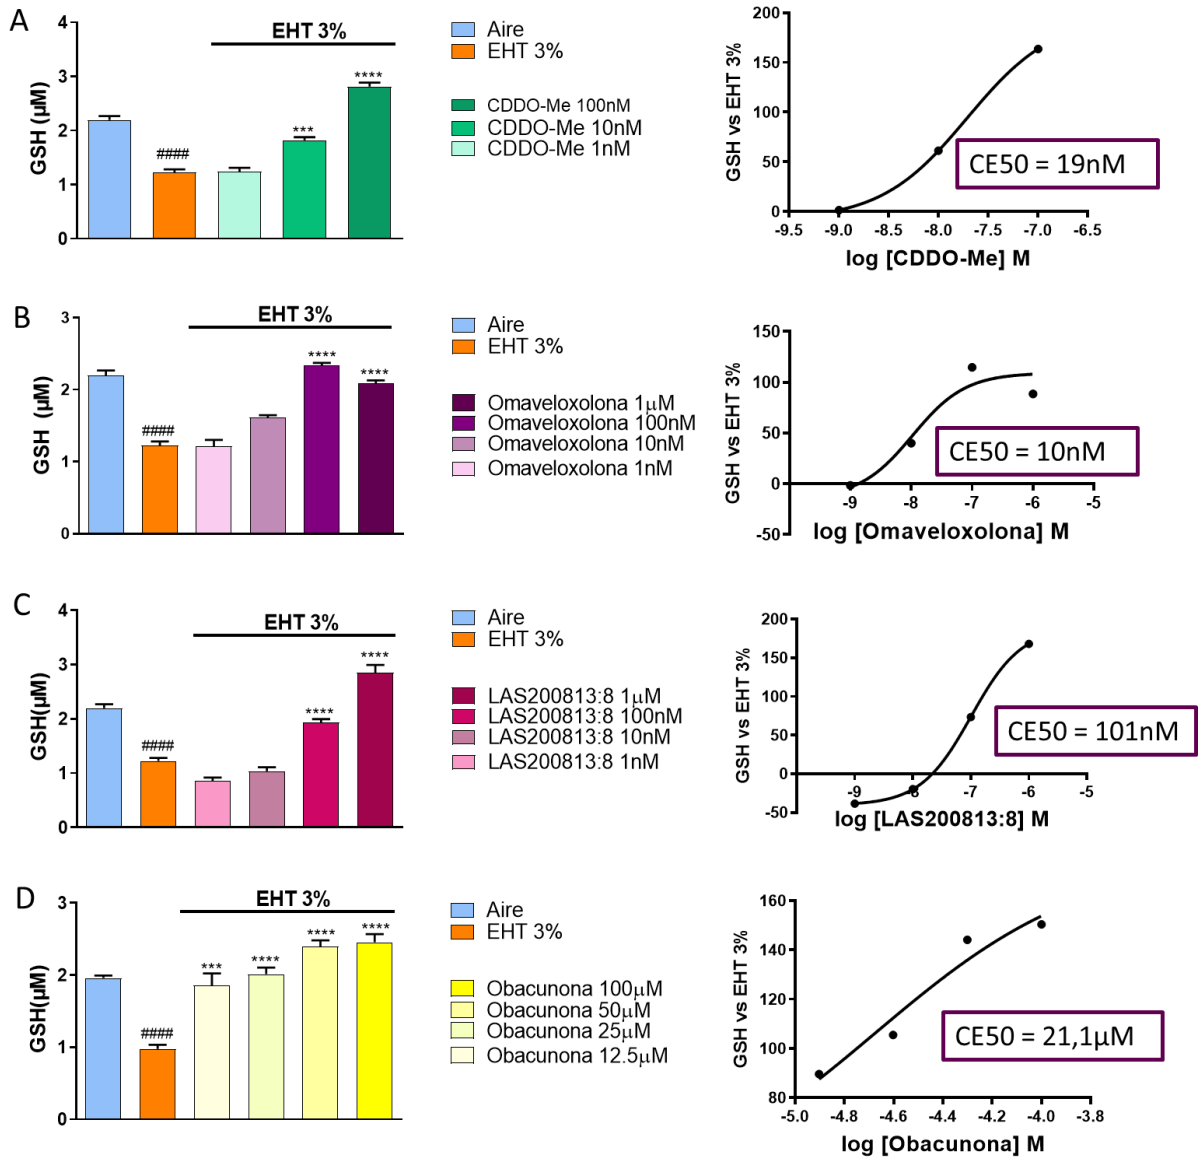 A
EHT 3%
GSH (µM)
4
3
2
1
0
####
***
****
Aire
EHT 3%
CDDO-Me 100nM
CDDO-Me 10nM
CDDO-Me 1nM
GSH vs EHT 3%
200
150
100
50
0
-9.5 -9.0 -8.5 -8.0 -7.5 -7.0 -6.5
log [CDDO-Me] M
CE50 = 19nM
B
EHT 3%
GSH (µM)
3
2
1
0
####
****
****
Aire
EHT 3%
Omaveloxolona 1µM
Omaveloxolona 100nM
Omaveloxolona 10nM
Omaveloxolona 1nM
GSH vs EHT 3%
150
100
50
0
-50
-9 -8 -7 -6 -5
log [Omaveloxolona] M
CE50 = 10nM
C
EHT 3%
GSH(µM)
4
3
2
1
0
####
****
****
Aire
EHT 3%
LAS200813:8 1µM
LAS200813:8 100nM
LAS200813:8 10nM
LAS200813:8 1nM
GSH vs EHT 3%
200
150
100
50
0
-50
-9 -8 -7 -6 -5
log [LAS200813:8] M
CE50 = 101nM
D
EHT 3%
GSH(µM)
3
2
1
0
####
***
****
****
****
Aire
EHT 3%
Obacunona 100µM
Obacunona 50µM
Obacunona 25µM
Obacunona 12.5µM
GSH vs EHT 3%
160
140
120
100
80
-5.0 -4.8 -4.6 -4.4 -4.2 -4.0 -3.8
log [Obacunona] M
CE50 = 21,1µM